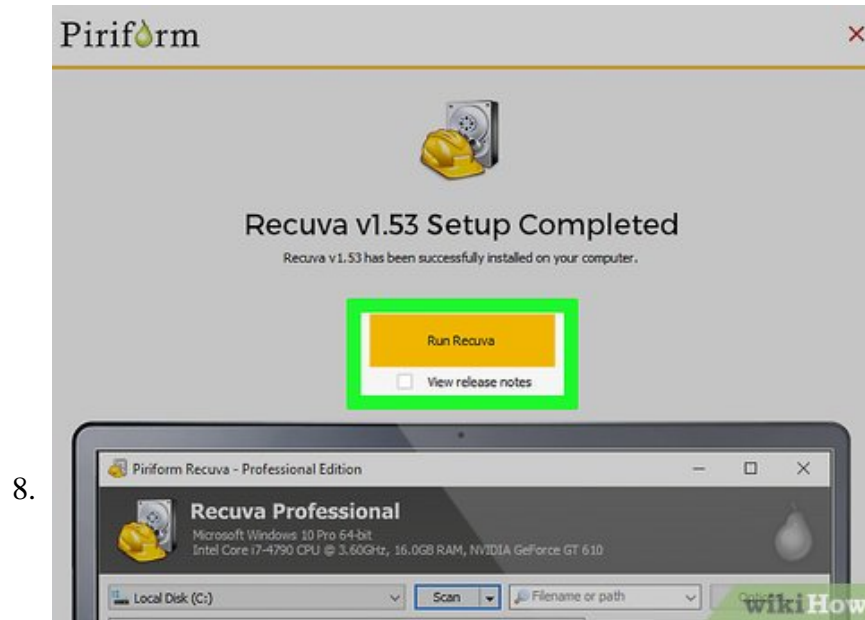 Piriform
Recuva v1.53 Setup Completed
Recuva v1.53 has been successfully installed on your computer.
Run Recuva
View release notes
8.
Piriform Recuva - Professional Edition
Recuva Professional
Microsoft Windows 10 Pro 64-bit
Intel Core i7-4790 CPU @ 3.60GHz, 16.0GB RAM, NVIDIA GeForce GT 610
Local Disk (C:) Scan Filename or path
wikiHow